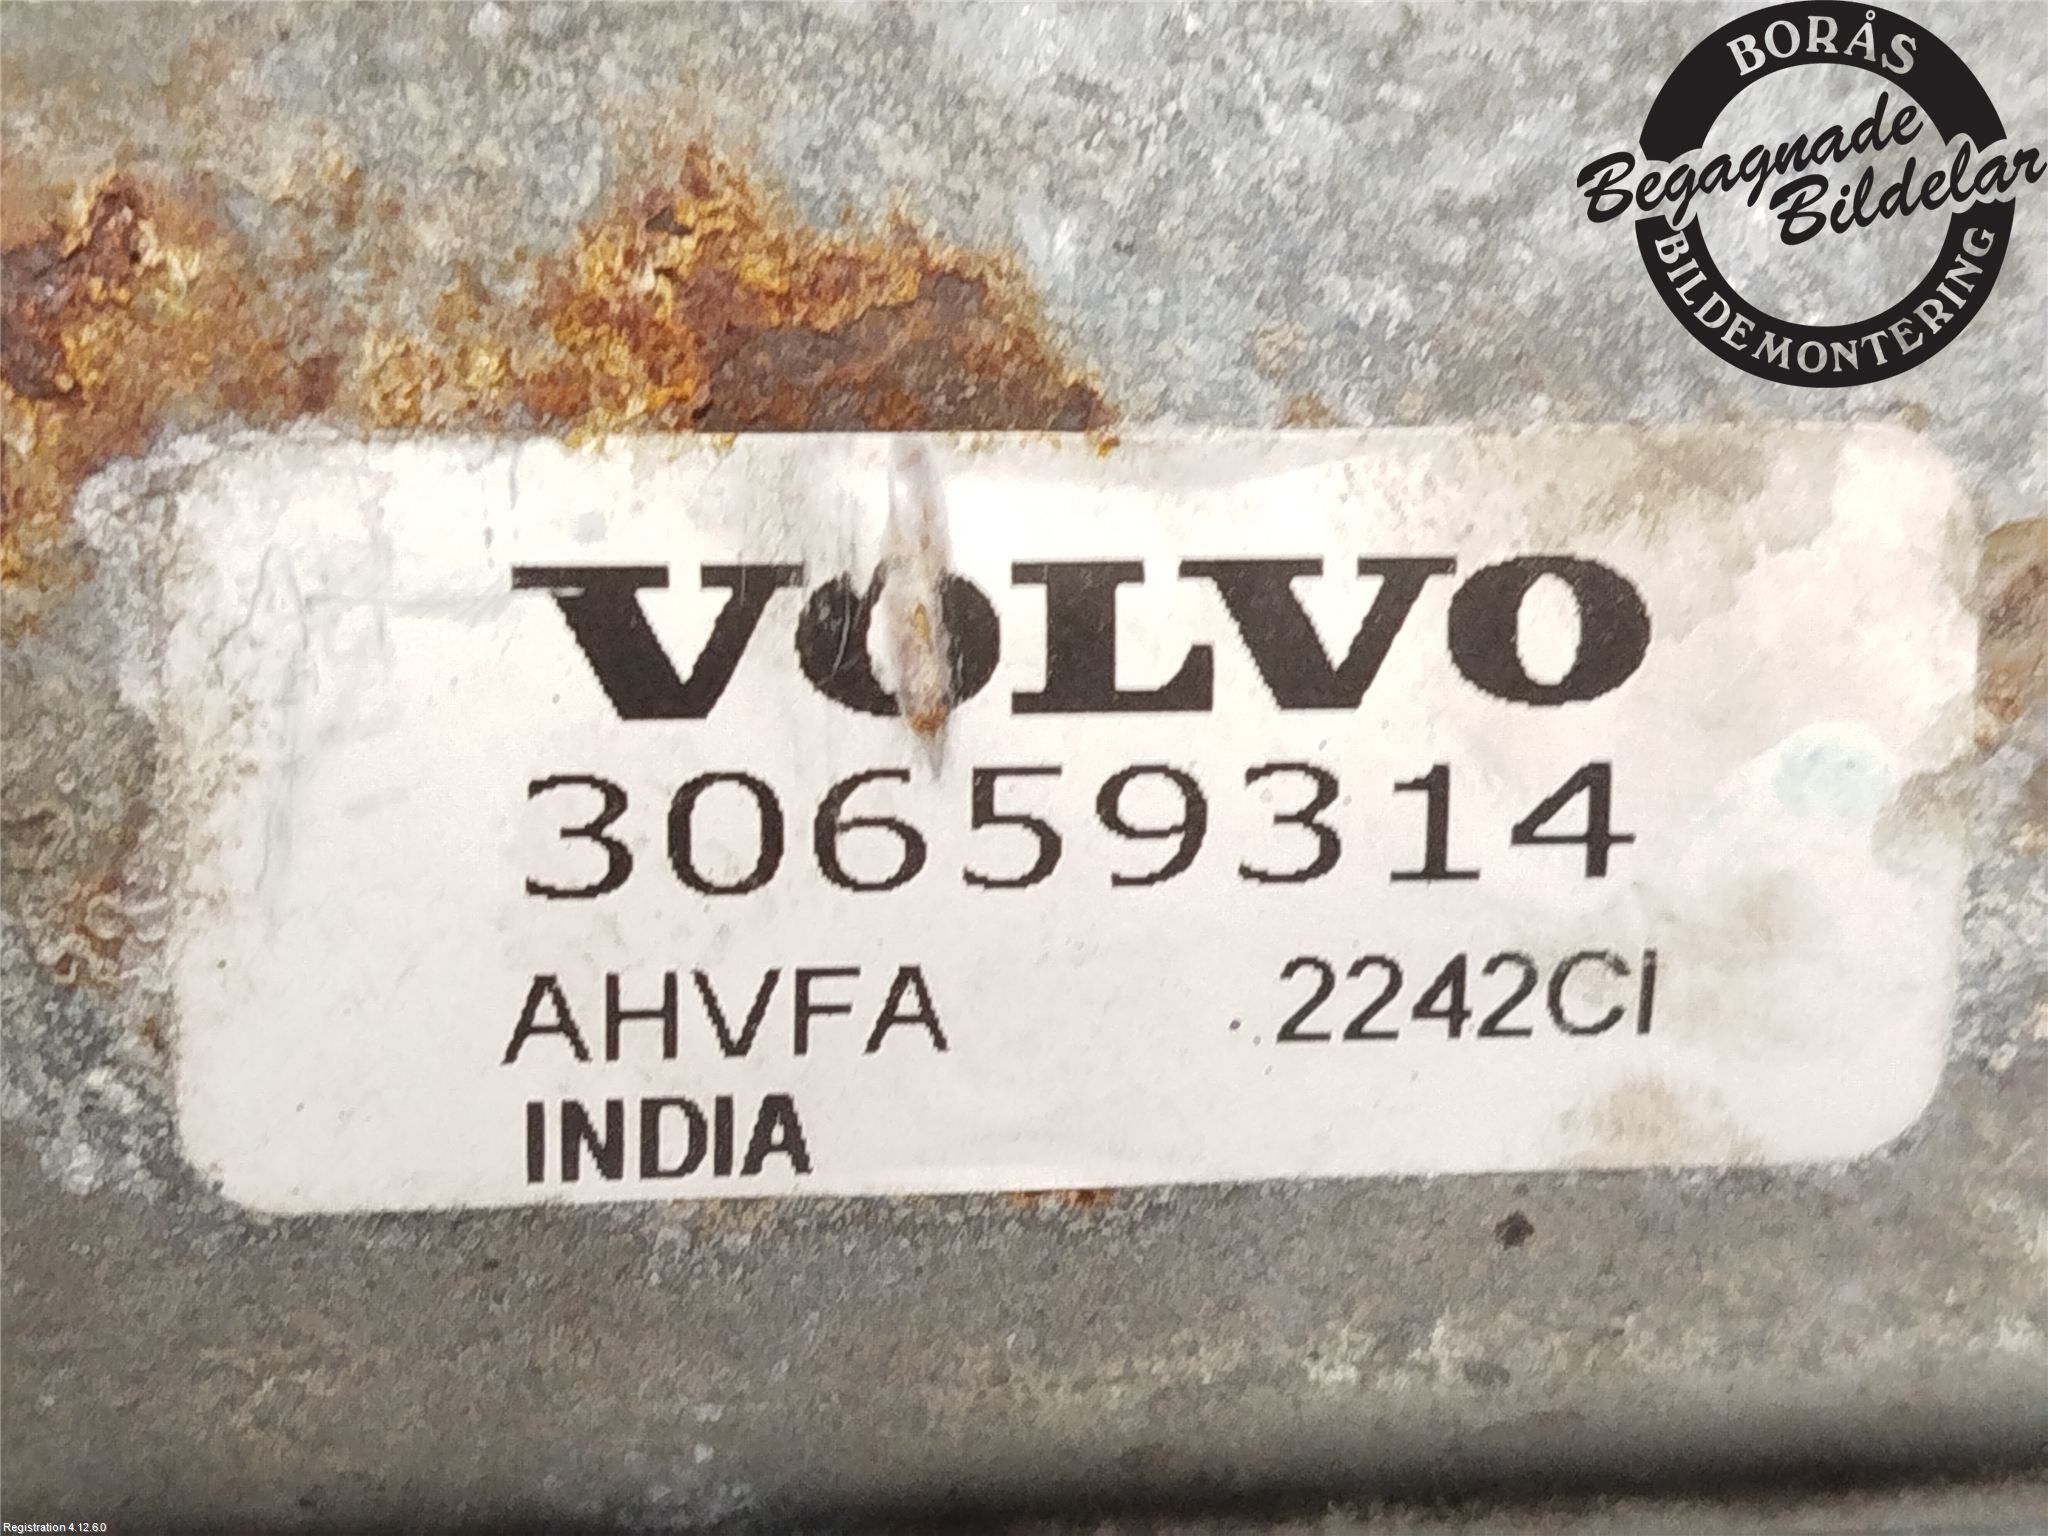 BORÅS
Begagnade
Bildelar
BILDEMONTERING
VOLVO
30659314
AHVFA 2242CI
INDIA
Registration 4.12.6.0